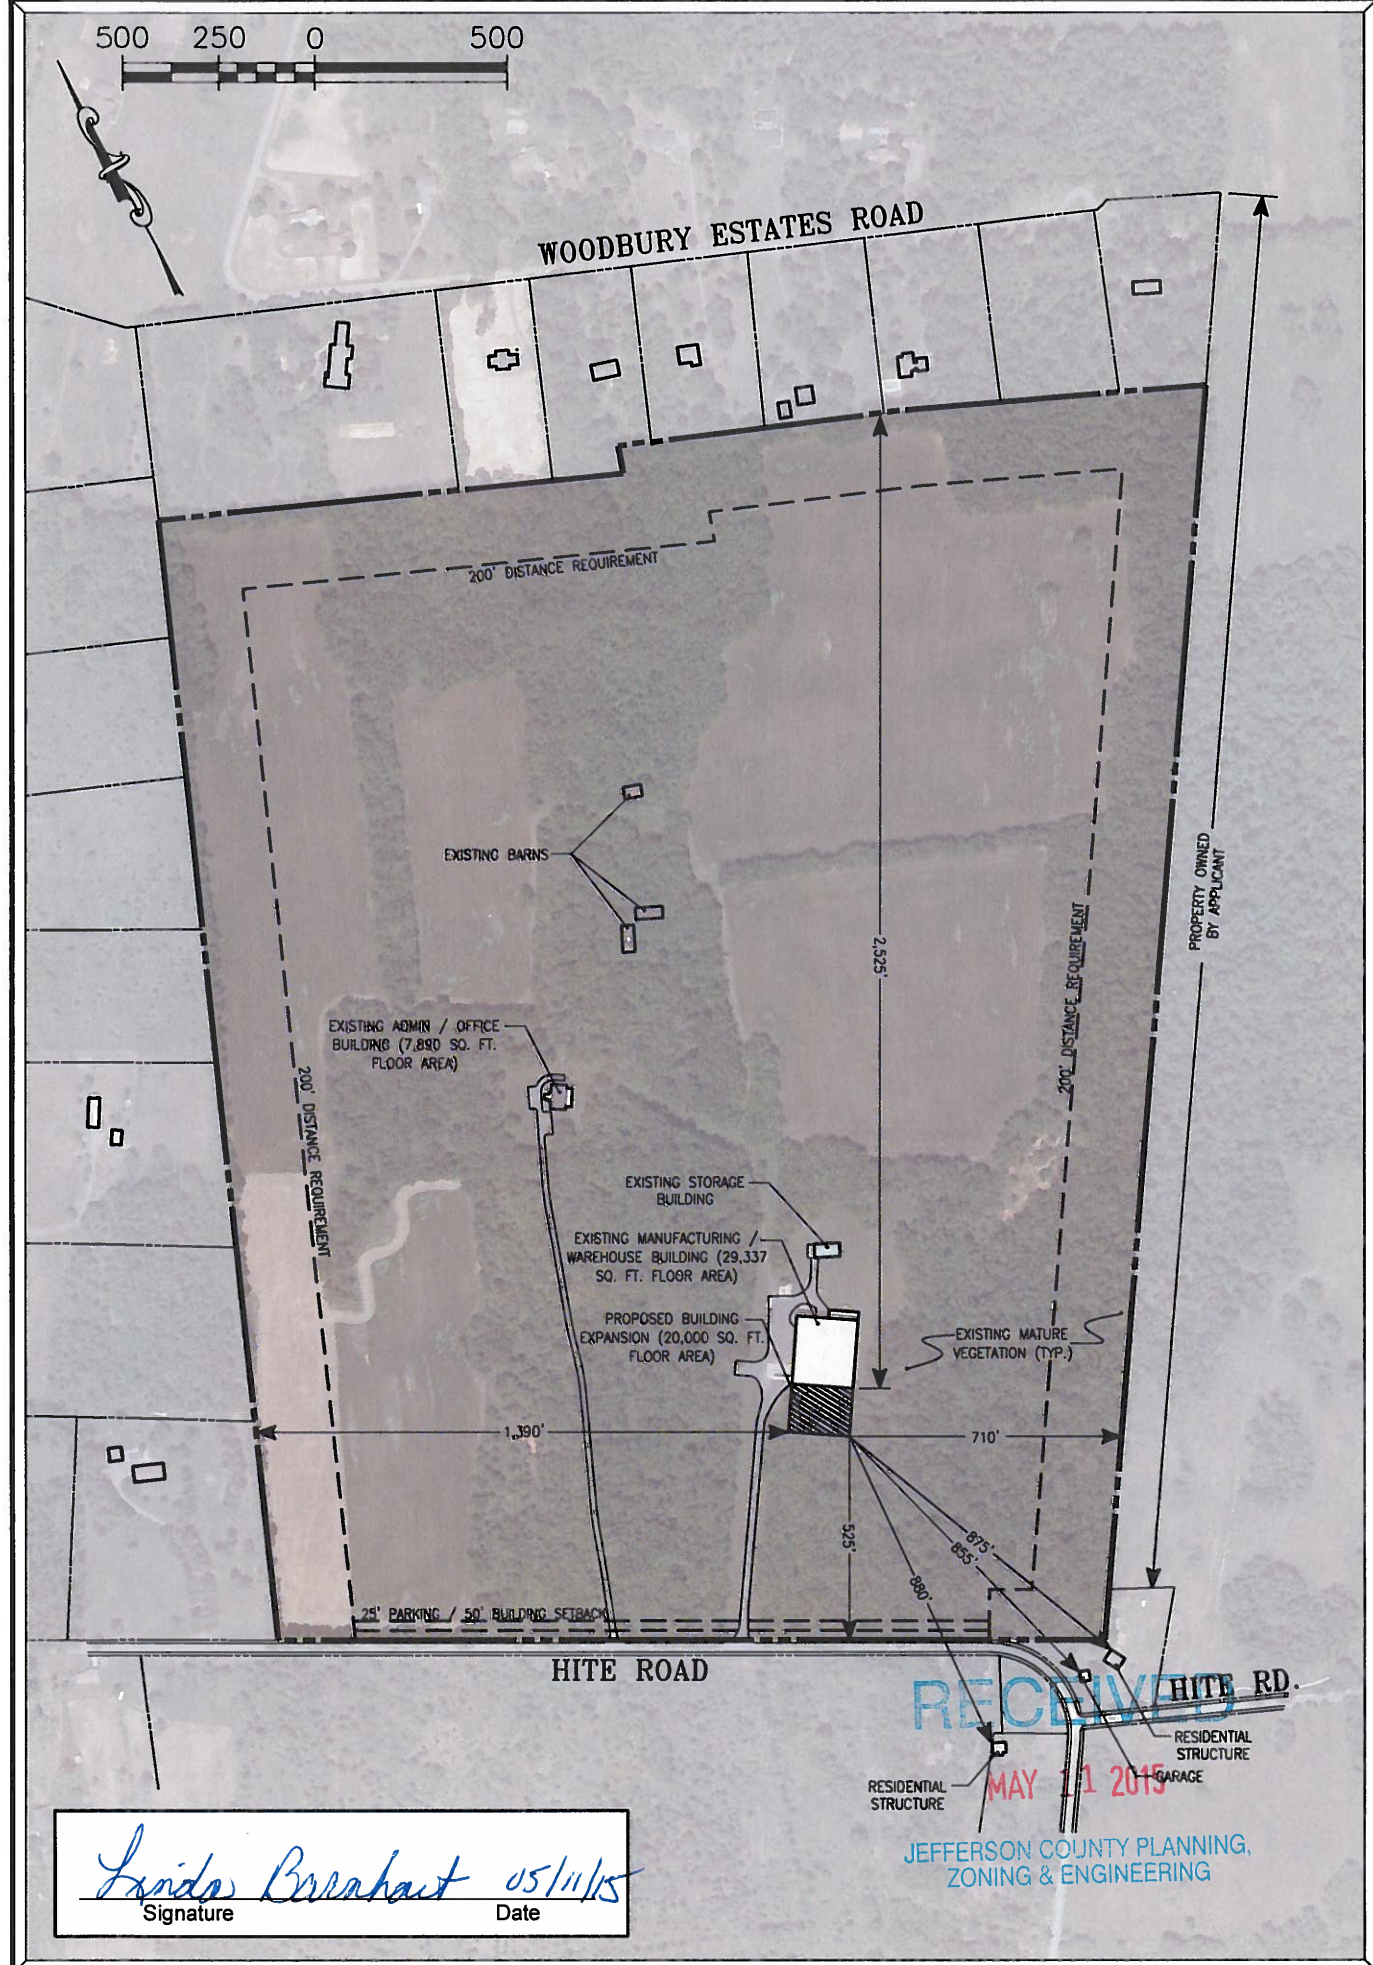 500 250 0 500
WOODBURY ESTATES ROAD
200' DISTANCE REQUIREMENT
EXISTING BARNS
2,525'
PROPERTY OWNED
BY APPLICANT
200' DISTANCE REQUIREMENT
EXISTING ADMIN / OFFICE
BUILDING (7,890 SQ. FT.
FLOOR AREA)
200' DISTANCE REQUIREMENT
EXISTING STORAGE
BUILDING
EXISTING MANUFACTURING /
WAREHOUSE BUILDING (29,337
SQ. FT. FLOOR AREA)
PROPOSED BUILDING
EXPANSION (20,000 SQ. FT.
FLOOR AREA)
EXISTING MATURE
VEGETATION (TYP.)
1,390'
710'
525'
875'
855'
880'
25' PARKING / 50' BUILDING SETBACK
HITE ROAD
HITE RD.
RECEIVED
RESIDENTIAL
STRUCTURE
GARAGE
RESIDENTIAL
STRUCTURE
MAY 11 2015
JEFFERSON COUNTY PLANNING,
ZONING & ENGINEERING
Linda Barnhart 05/11/15
Signature Date